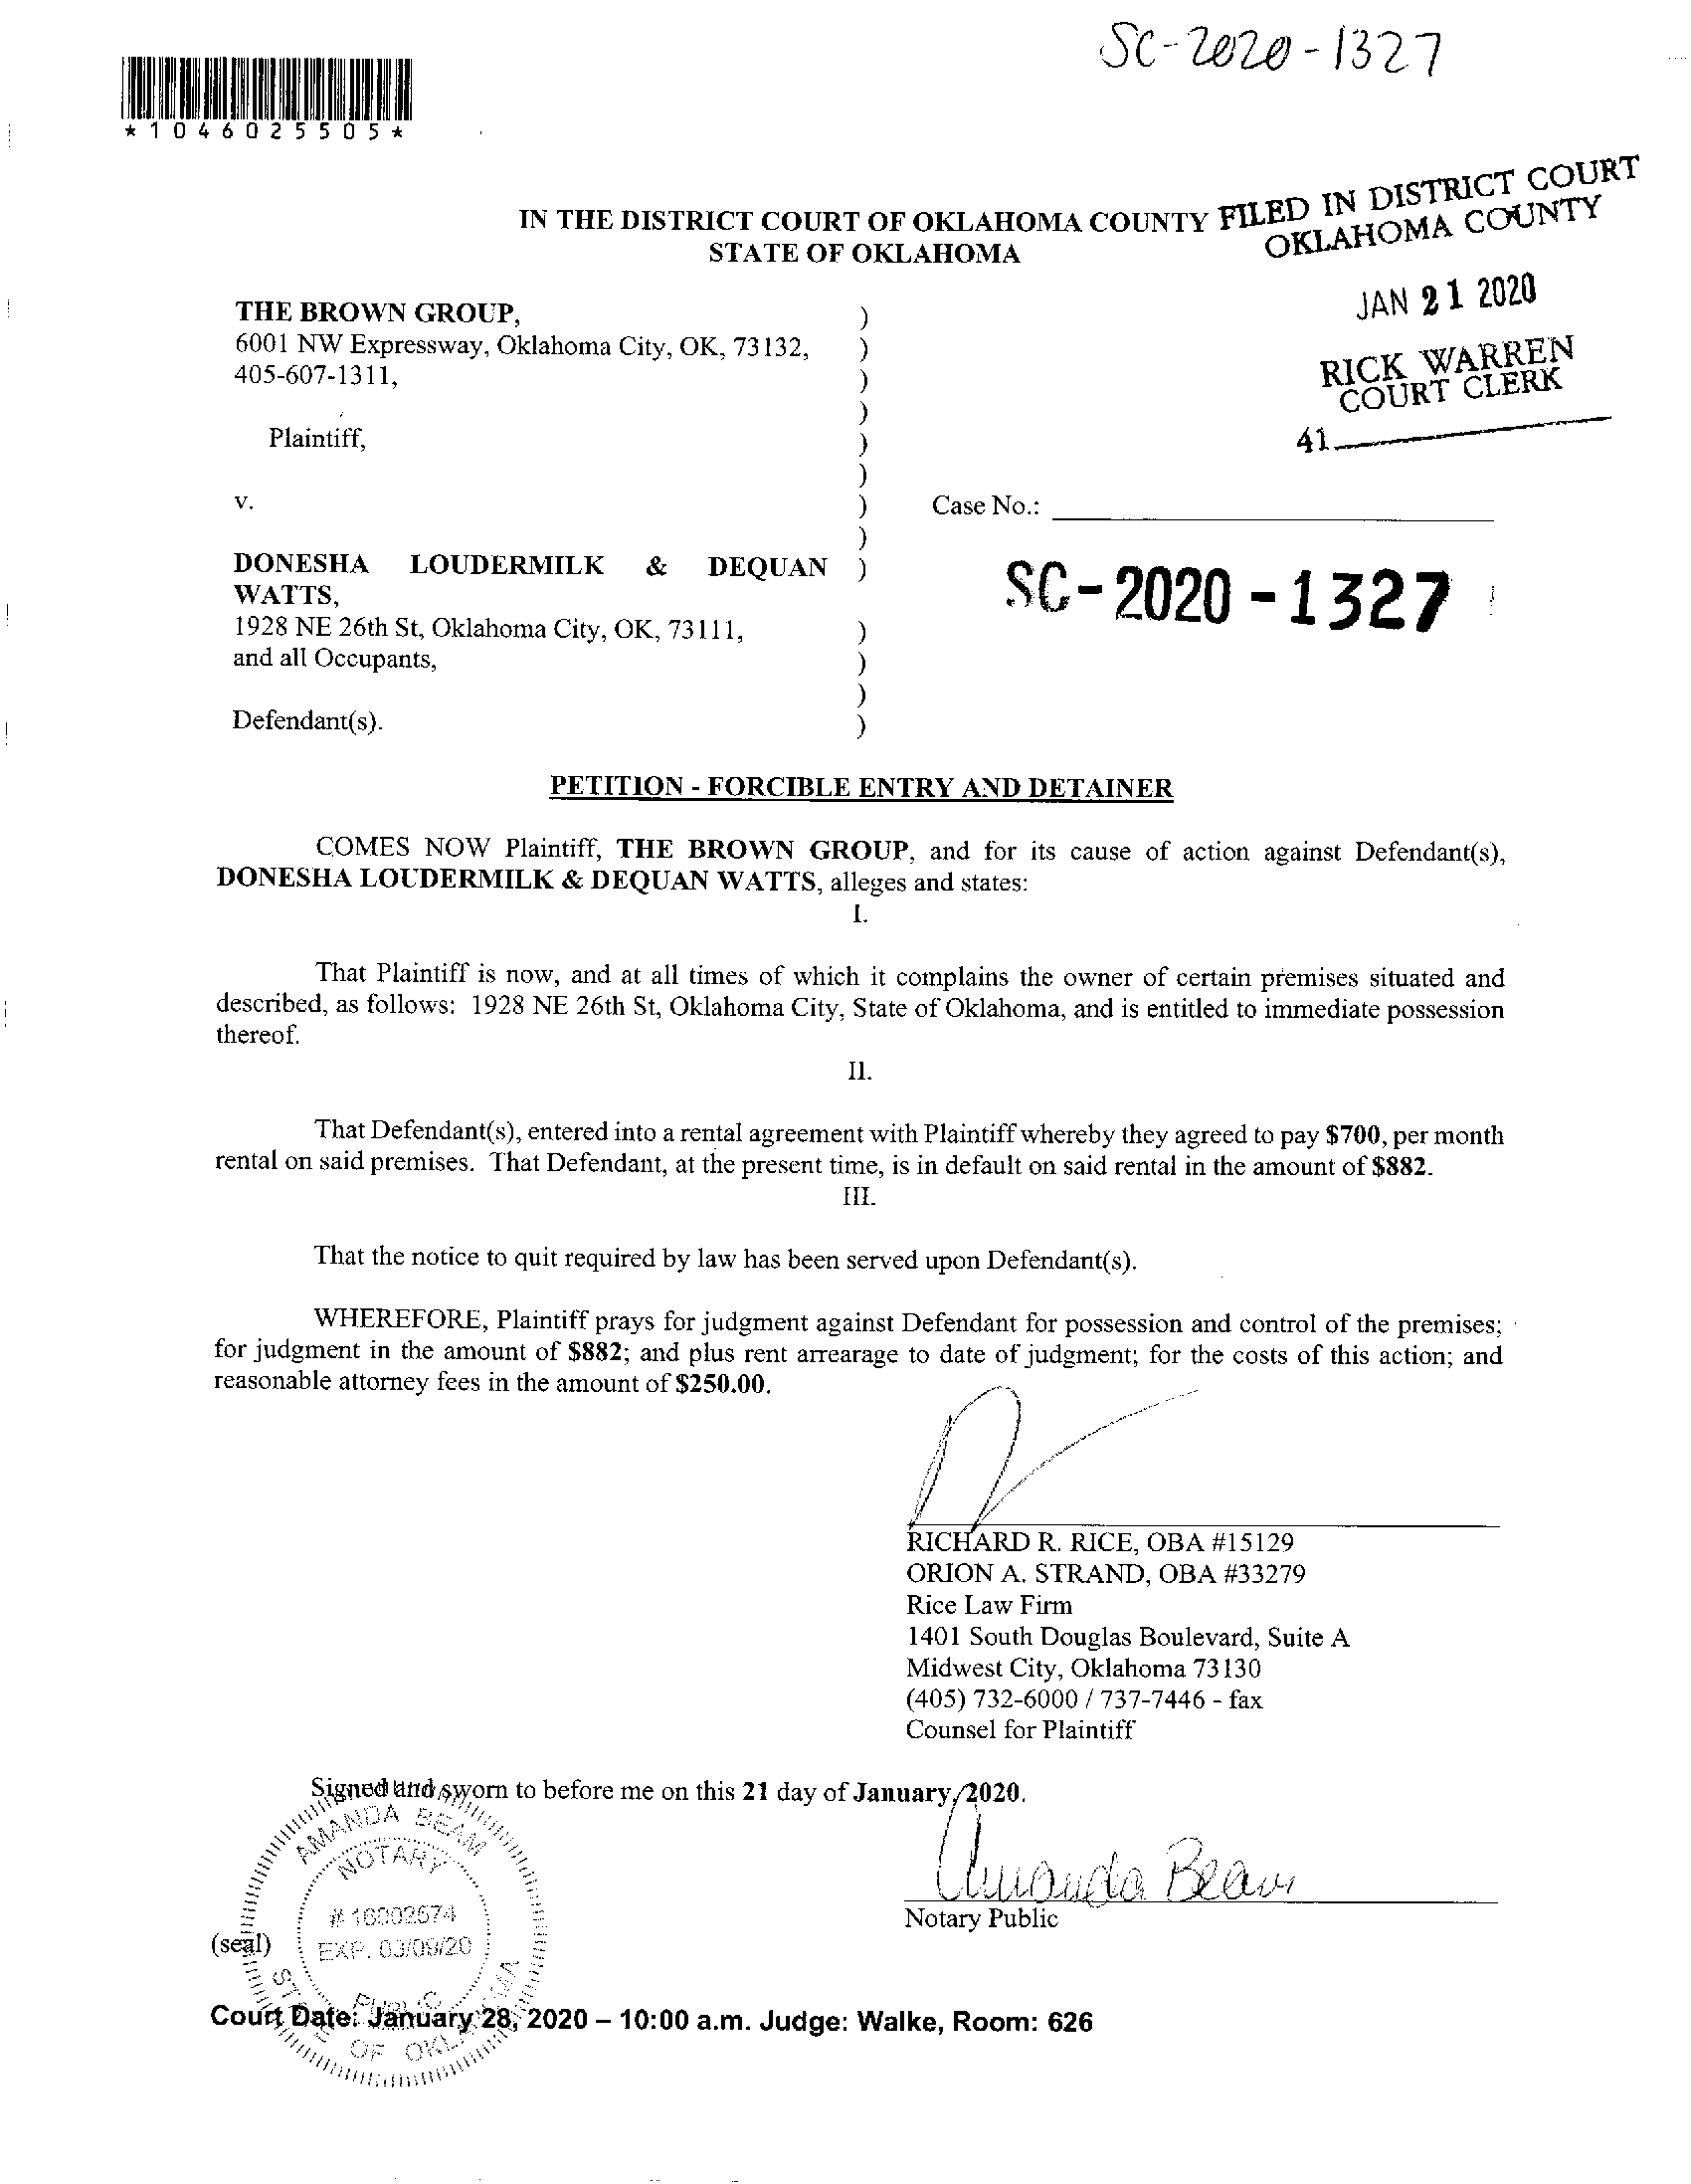 SC-2020-1327
*1046025505*
IN THE DISTRICT COURT OF OKLAHOMA COUNTY
STATE OF OKLAHOMA
FILED IN DISTRICT COURT
OKLAHOMA COUNTY
JAN 21 2020
RICK WARREN
COURT CLERK
41
THE BROWN GROUP, )
6001 NW Expressway, Oklahoma City, OK, 73132, )
405-607-1311, )
)
Plaintiff, )
)
v. ) Case No.:
)
DONESHA LOUDERMILK & DEQUAN )
WATTS,
SC-2020-1327
1928 NE 26th St, Oklahoma City, OK, 73111, )
and all Occupants, )
)
Defendant(s). )
PETITION - FORCIBLE ENTRY AND DETAINER
COMES NOW Plaintiff, THE BROWN GROUP, and for its cause of action against Defendant(s),
DONESHA LOUDERMILK & DEQUAN WATTS, alleges and states:
I.
That Plaintiff is now, and at all times of which it complains the owner of certain premises situated and
described, as follows: 1928 NE 26th St, Oklahoma City, State of Oklahoma, and is entitled to immediate possession
thereof.
II.
That Defendant(s), entered into a rental agreement with Plaintiff whereby they agreed to pay $700, per month
rental on said premises. That Defendant, at the present time, is in default on said rental in the amount of $882.
III.
That the notice to quit required by law has been served upon Defendant(s).
WHEREFORE, Plaintiff prays for judgment against Defendant for possession and control of the premises;
for judgment in the amount of $882; and plus rent arrearage to date of judgment; for the costs of this action; and
reasonable attorney fees in the amount of $250.00.
RICHARD R. RICE, OBA #15129
ORION A. STRAND, OBA #33279
Rice Law Firm
1401 South Douglas Boulevard, Suite A
Midwest City, Oklahoma 73130
(405) 732-6000 / 737-7446 - fax
Counsel for Plaintiff
Signed and sworn to before me on this 21 day of January, 2020.
AMANDA BEAM
NOTARY
# 16002574
EXP. 03/09/20
PUBLIC
STATE OF OKLAHOMA
Amanda Beam
Notary Public
(seal)
Court Date: January 28, 2020 – 10:00 a.m. Judge: Walke, Room: 626